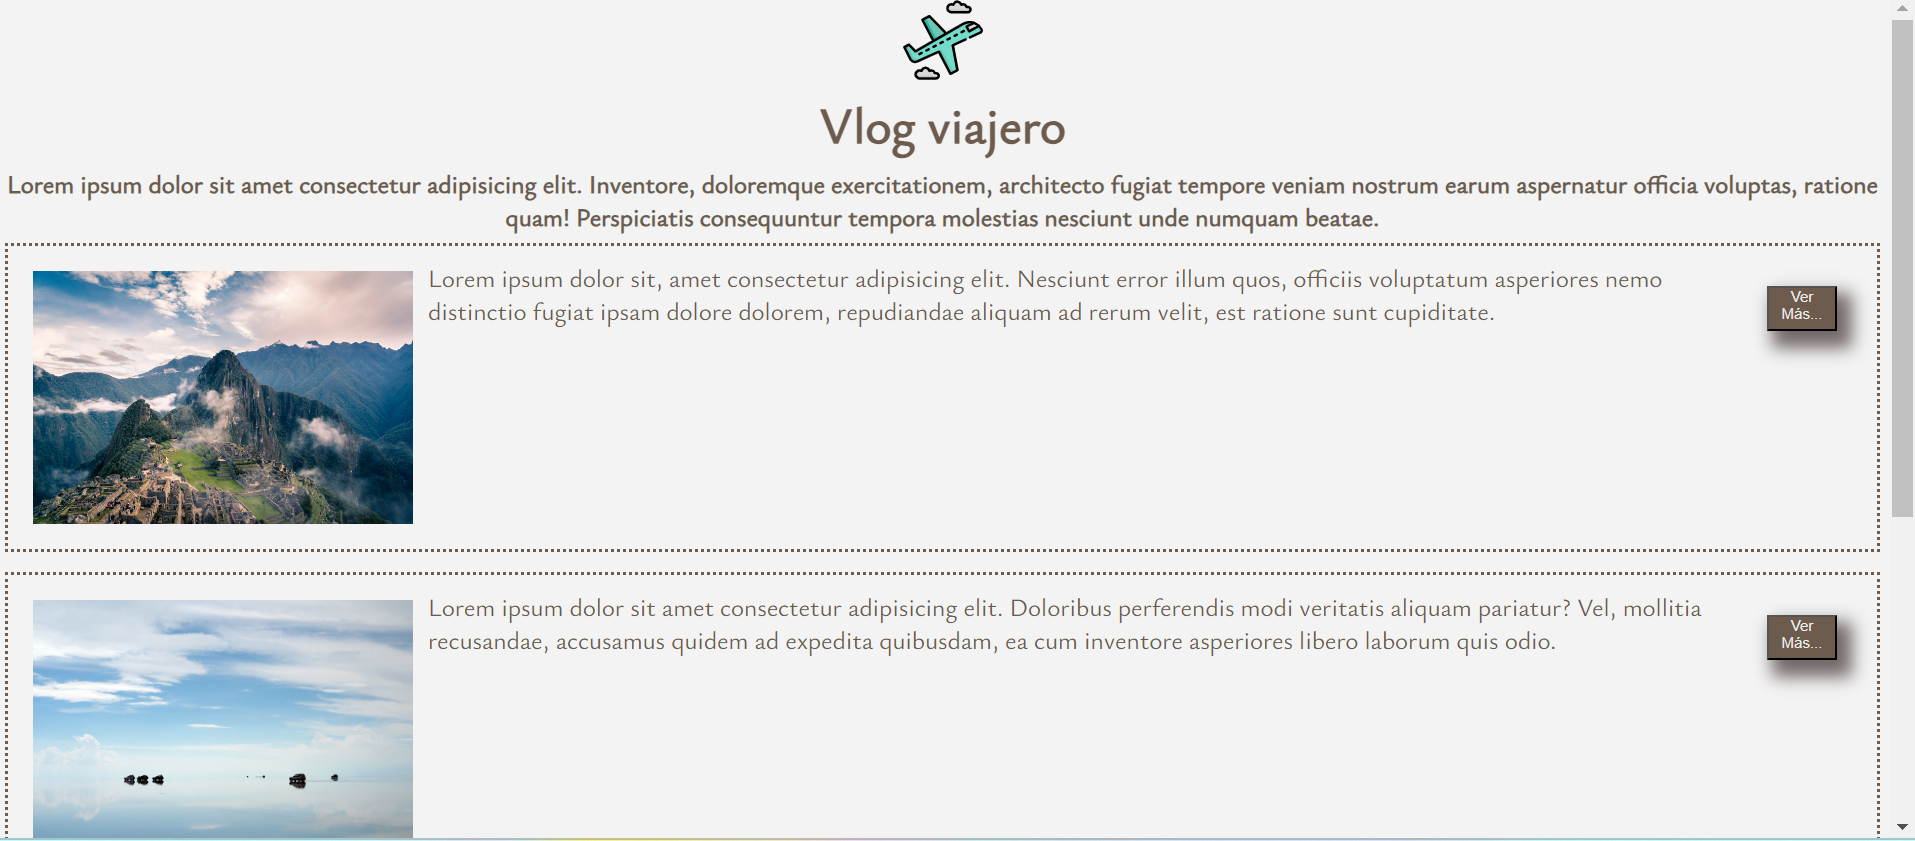 Vlog viajero
Lorem ipsum dolor sit amet consectetur adipisicing elit. Inventore, doloremque exercitationem, architecto fugiat tempore veniam nostrum earum aspernatur officia voluptas, ratione
quam! Perspiciatis consequuntur tempora molestias nesciunt unde numquam beatae.
Lorem ipsum dolor sit, amet consectetur adipisicing elit. Nesciunt error illum quos, officiis voluptatum asperiores nemo
distinctio fugiat ipsam dolore dolorem, repudiandae aliquam ad rerum velit, est ratione sunt cupiditate.
Ver
Más...
Lorem ipsum dolor sit amet consectetur adipisicing elit. Doloribus perferendis modi veritatis aliquam pariatur? Vel, mollitia
recusandae, accusamus quidem ad expedita quibusdam, ea cum inventore asperiores libero laborum quis odio.
Ver
Más...